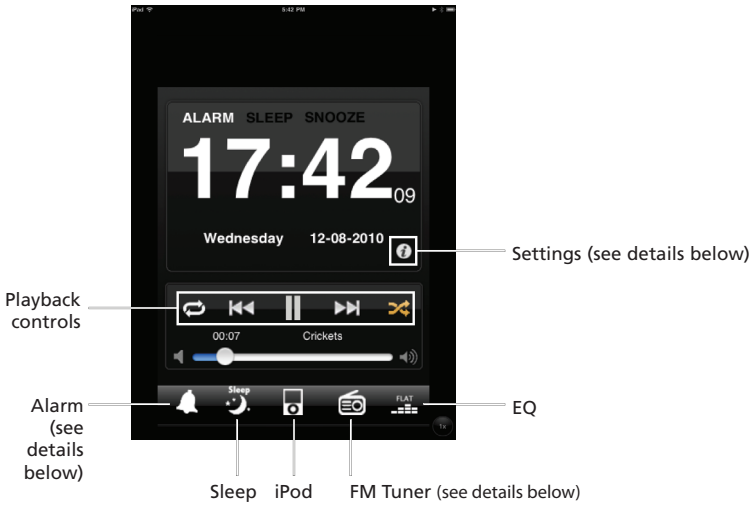 iPod
5:42 PM
ALARM SLEEP SNOOZE
17:42
09
Wednesday 12-08-2010
Settings (see details below)
Playback
controls
00:07 Crickets
Sleep
FLAT
Alarm
(see
details
below)
EQ
1x
Sleep iPod FM Tuner (see details below)